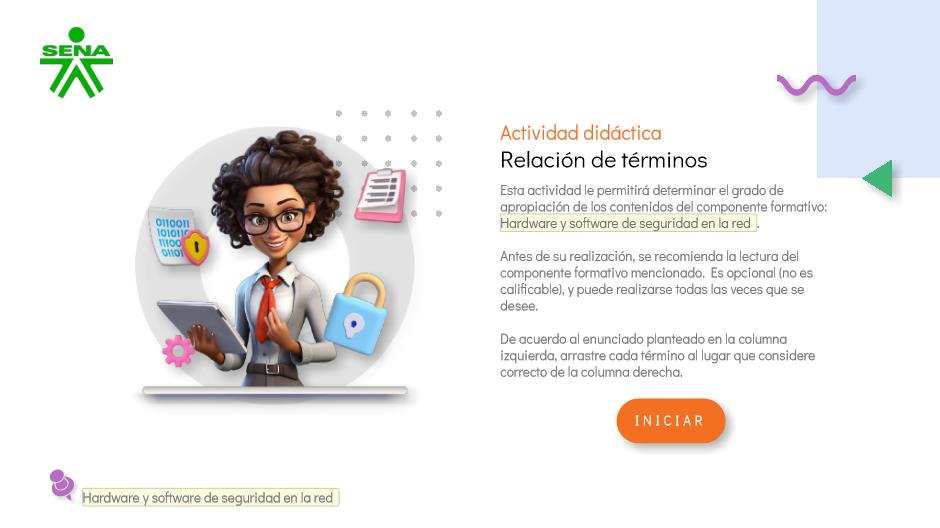 SENA
Actividad didáctica
Relación de términos
Esta actividad le permitirá determinar el grado de
apropiación de los contenidos del componente formativo:
Hardware y software de seguridad en la red .
Antes de su realización, se recomienda la lectura del
componente formativo mencionado. Es opcional (no es
calificable), y puede realizarse todas las veces que se
desee.
De acuerdo al enunciado planteado en la columna
izquierda, arrastre cada término al lugar que considere
correcto de la columna derecha.
INICIAR
Hardware y software de seguridad en la red